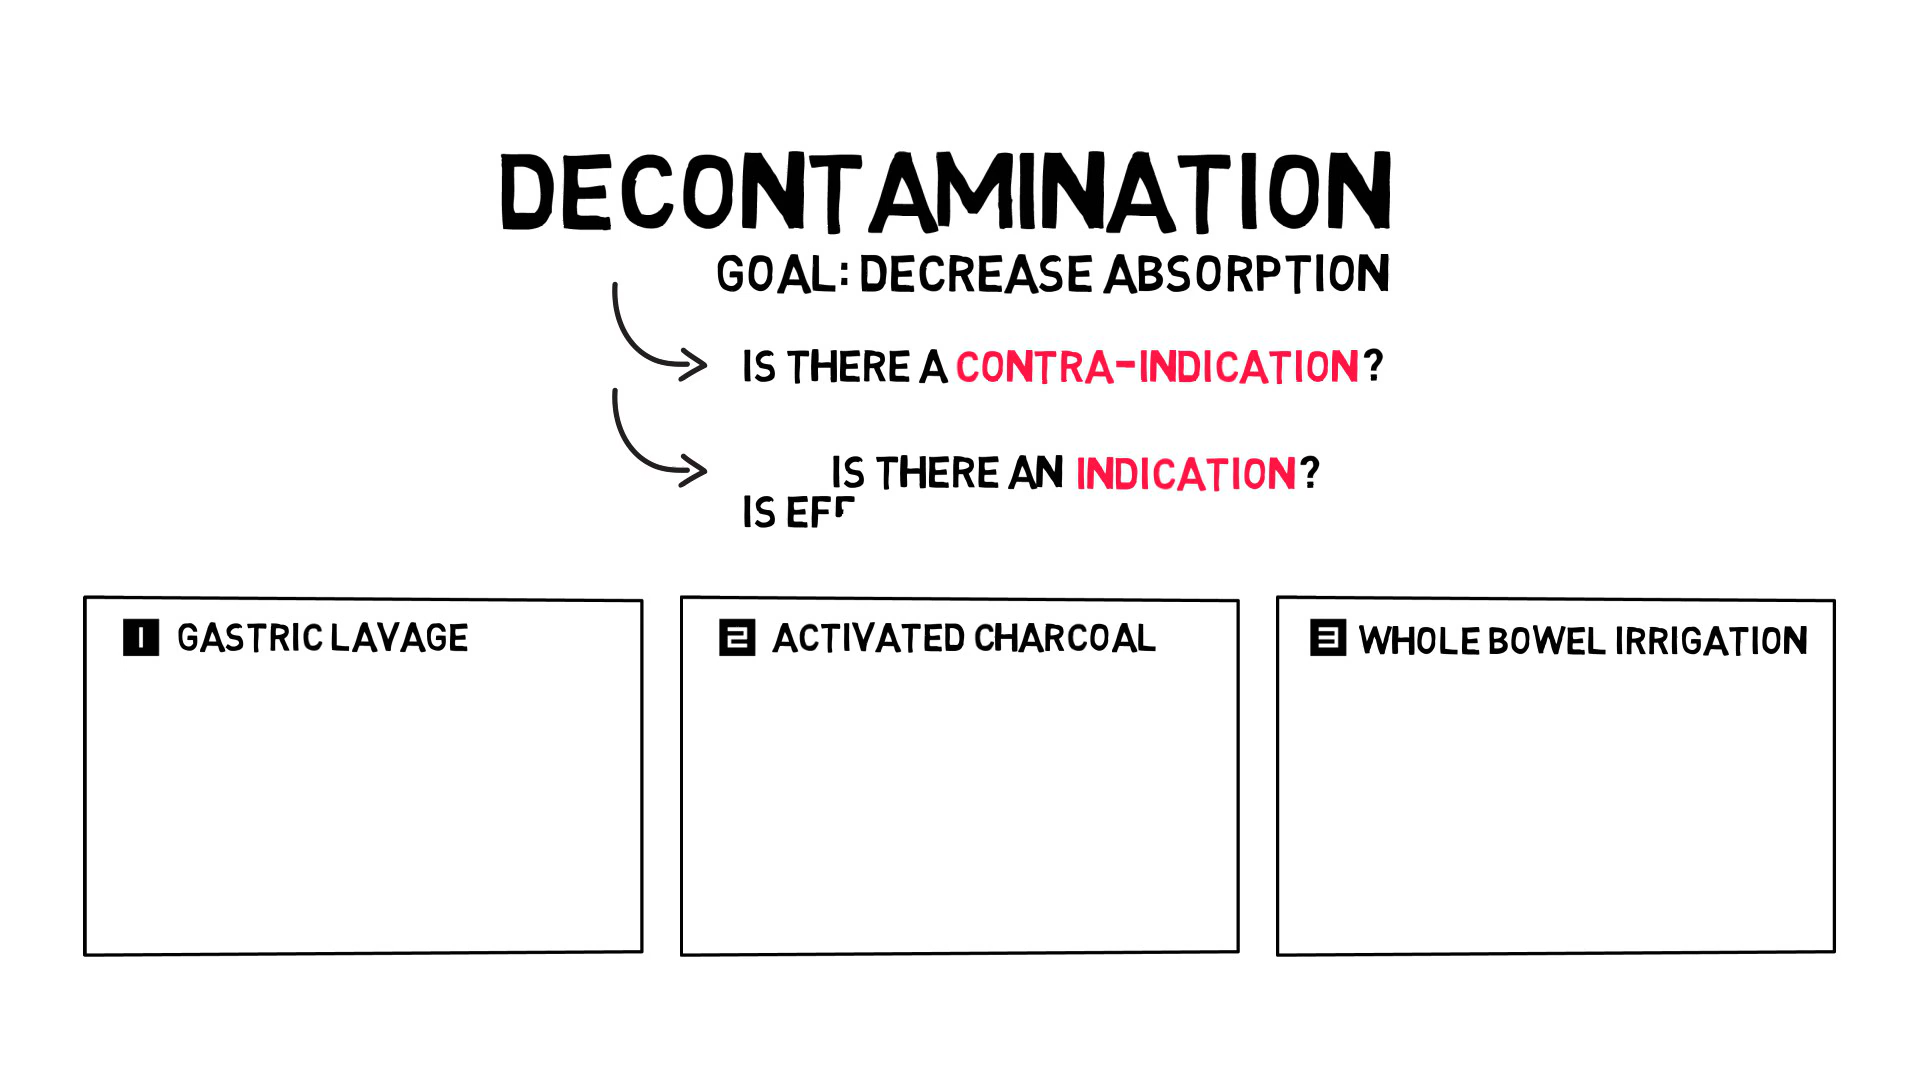 DECONTAMINATION
GOAL: DECREASE ABSORPTION
IS THERE A CONTRA-INDICATION?
IS THERE AN INDICATION?
IS EFF
1 GASTRIC LAVAGE
2 ACTIVATED CHARCOAL
3 WHOLE BOWEL IRRIGATION